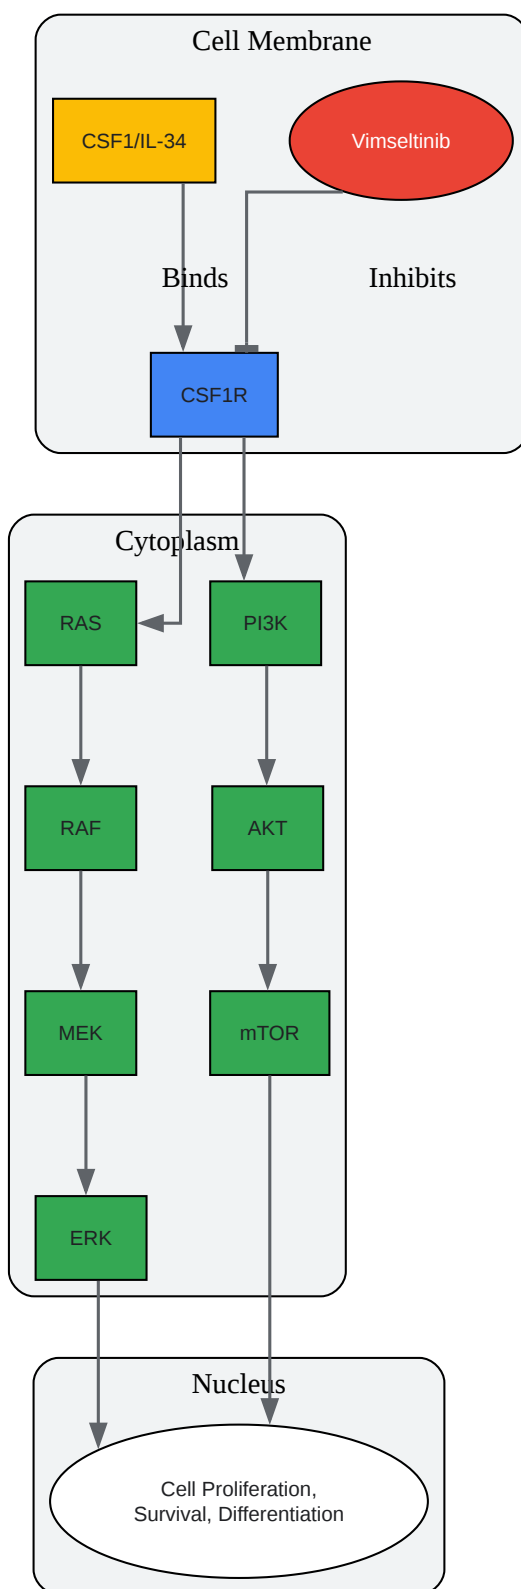 Cell Membrane
CSF1/IL-34
Vimseltinib
Binds
Inhibits
CSF1R
Cytoplasm
RAS
PI3K
RAF
AKT
MEK
mTOR
ERK
Nucleus
Cell Proliferation,
Survival, Differentiation